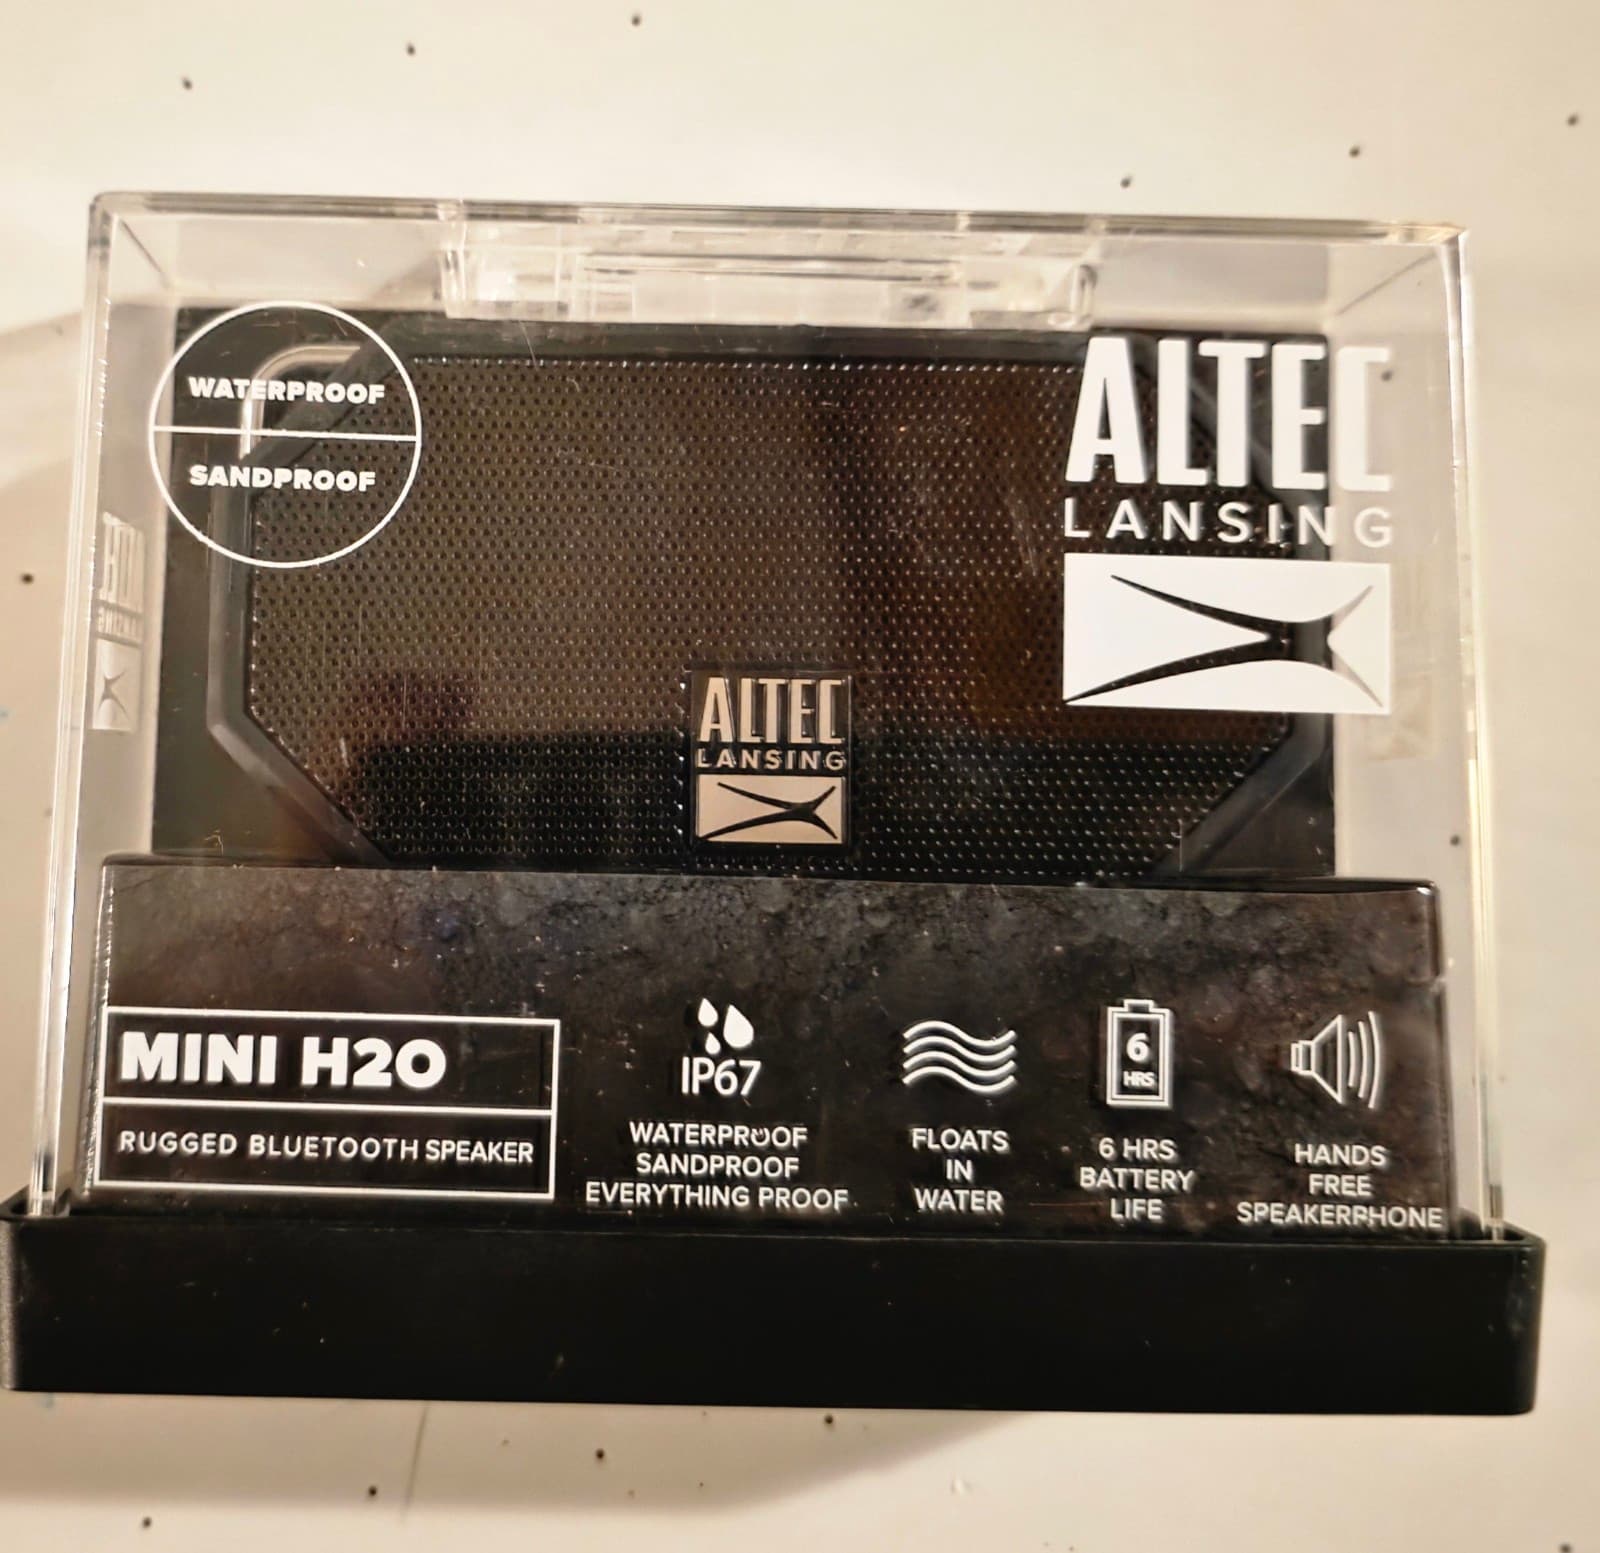 WATERPROOF
SANDPROOF
ALTEC
LANSING
ALTEC
LANSING
MINI H2O
RUGGED BLUETOOTH SPEAKER
IP67
WATERPROOF
SANDPROOF
EVERYTHING PROOF
FLOATS
IN
WATER
6
HRS
6 HRS
BATTERY
LIFE
HANDS
FREE
SPEAKERPHONE